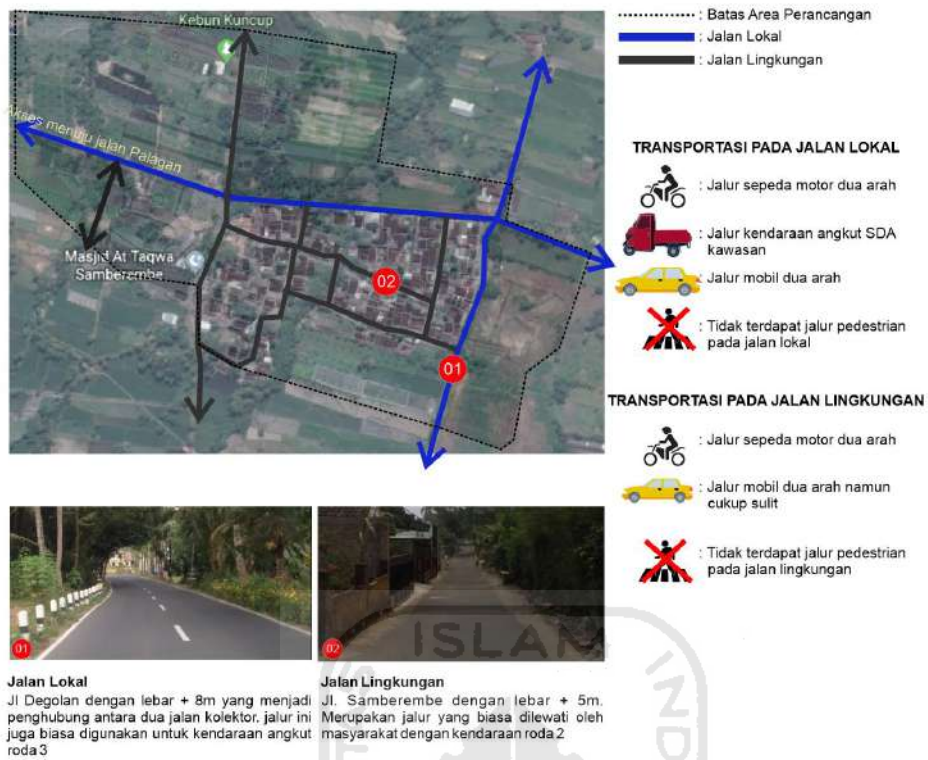 Kebun Kuncup
Akses menuju jalan Palagan
Masjid At Taqwa
Samberembe
02
01
: Batas Area Perancangan
: Jalan Lokal
: Jalan Lingkungan
TRANSPORTASI PADA JALAN LOKAL
: Jalur sepeda motor dua arah
: Jalur kendaraan angkut SDA
kawasan
: Jalur mobil dua arah
: Tidak terdapat jalur pedestrian
pada jalan lokal
TRANSPORTASI PADA JALAN LINGKUNGAN
: Jalur sepeda motor dua arah
: Jalur mobil dua arah namun
cukup sulit
: Tidak terdapat jalur pedestrian
pada jalan lingkungan
01
02
Jalan Lokal
Jl Degolan dengan lebar + 8m yang menjadi
penghubung antara dua jalan kolektor. jalur ini
juga biasa digunakan untuk kendaraan angkut
roda 3
Jalan Lingkungan
Jl. Samberembe dengan lebar + 5m.
Merupakan jalur yang biasa dilewati oleh
masyarakat dengan kendaraan roda 2
ISLAM